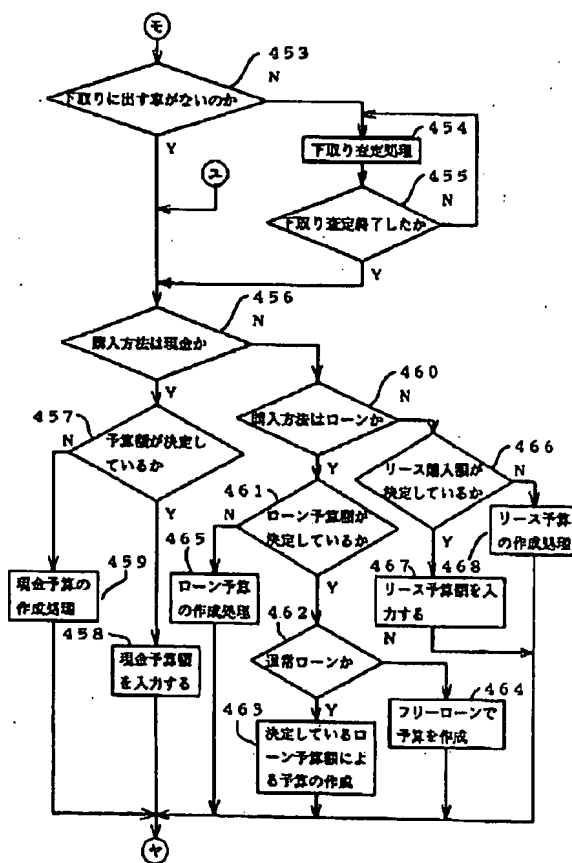 モ
453
N
下取りに出す車がないのか
Y
454
下取り査定処理
ユ
455
N
下取り査定終了したか
Y
456
N
購入方法は現金か
Y
460
N
購入方法はローンか
Y
457
N
予算額が決定し
ているか
Y
466
N
リース購入額が
決定しているか
Y
461
N
ローン予算額が
決定しているか
Y
468
リース予算
の作成処理
465
ローン予算
の作成処理
467
リース予算額を入
力する
459
現金予算の
作成処理
458
現金予算額
を入力する
462
N
通常ローンか
Y
464
フリーローンで
予算を作成
463
決定しているロ
ーン予算額によ
る予算の作成
ヤ